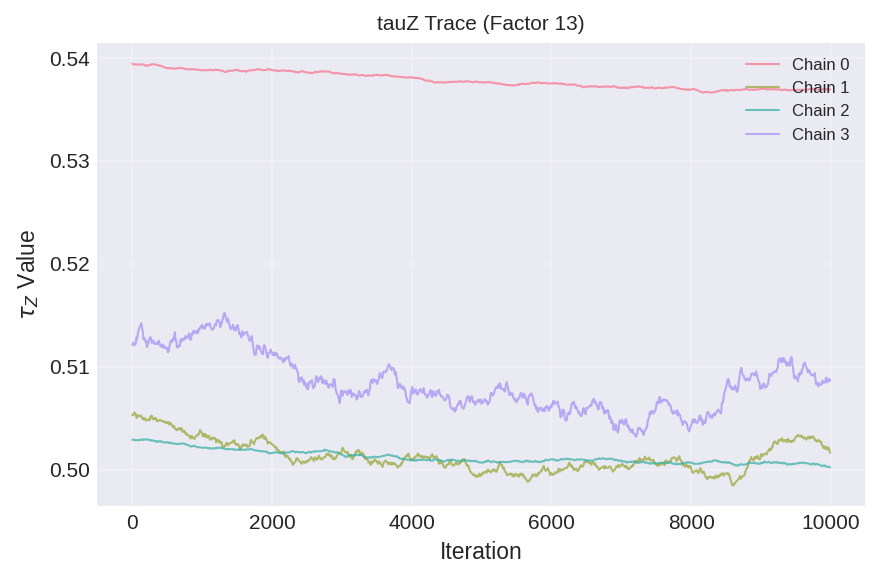 tauZ Trace (Factor 13)
0.54
0.53
0.52
0.51
0.50
τZ Value
Chain 0
Chain 1
Chain 2
Chain 3
0
2000
4000
6000
8000
10000
Iteration